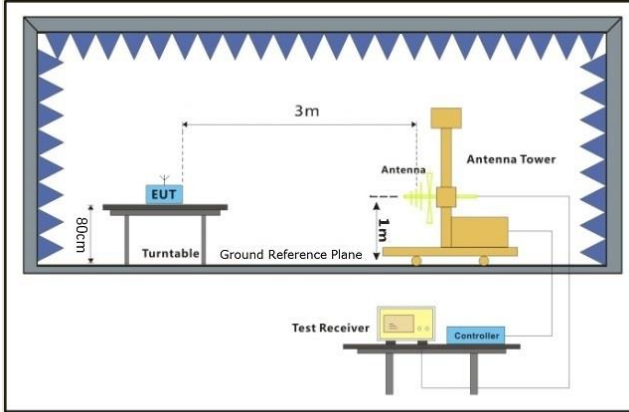 3m
Antenna
Antenna Tower
EUT
80cm
1m
Turntable
Ground Reference Plane
Test Receiver
Controller